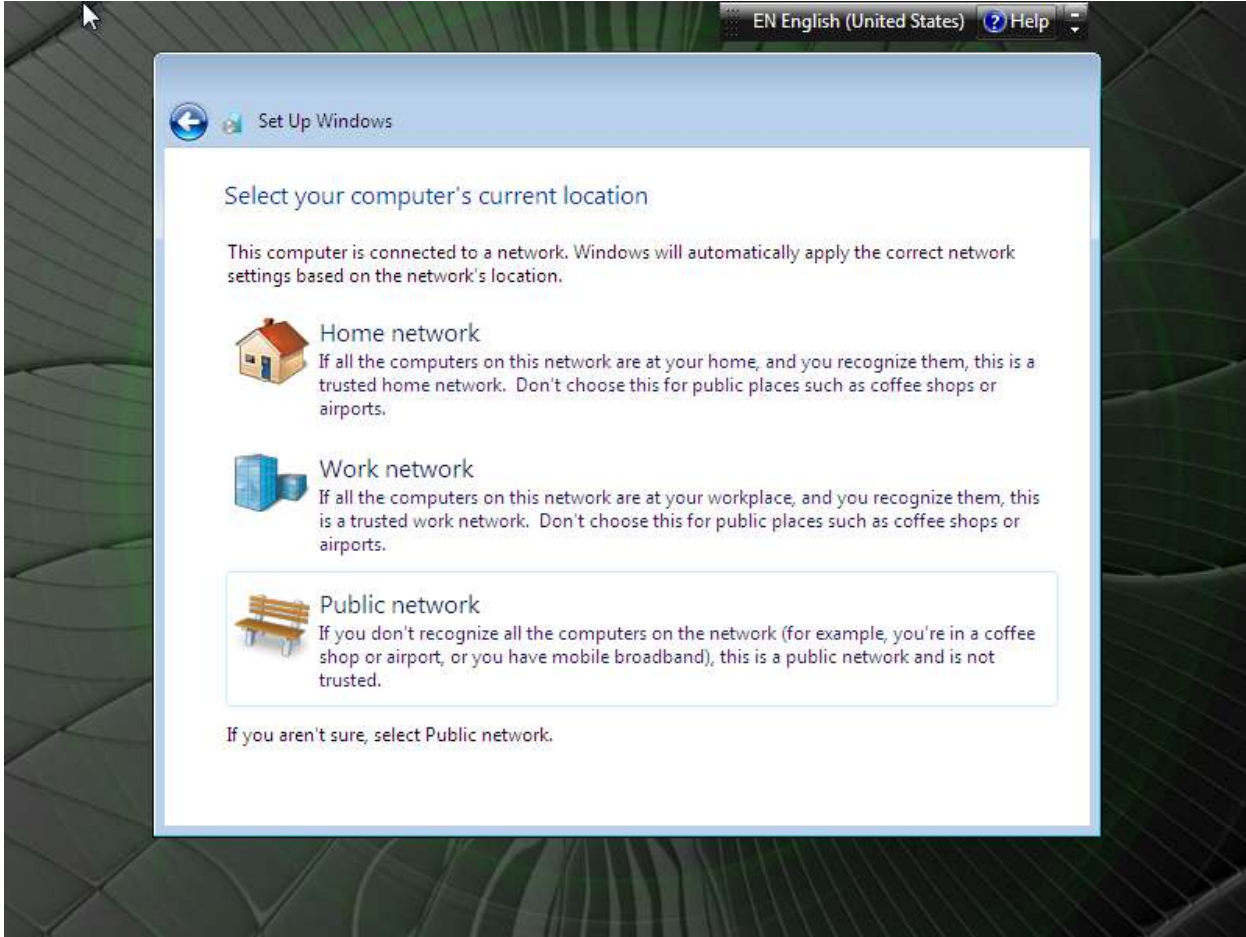 EN English (United States) Help
Set Up Windows
Select your computer's current location
This computer is connected to a network. Windows will automatically apply the correct network
settings based on the network's location.
Home network
If all the computers on this network are at your home, and you recognize them, this is a
trusted home network.  Don't choose this for public places such as coffee shops or
airports.
Work network
If all the computers on this network are at your workplace, and you recognize them, this
is a trusted work network.  Don't choose this for public places such as coffee shops or
airports.
Public network
If you don't recognize all the computers on the network (for example, you're in a coffee
shop or airport, or you have mobile broadband), this is a public network and is not
trusted.
If you aren't sure, select Public network.